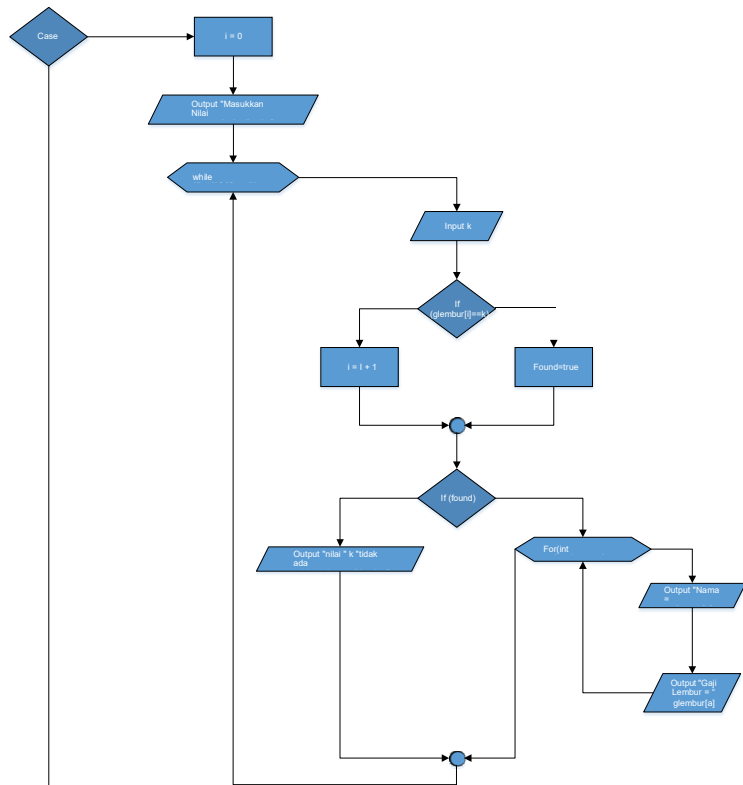 Case
i = 0
Output "Masukkan
Nilai
while
Input k
If
(glembur[i]==k)
i = I + 1
Found=true
If (found)
Output "nilai " k "tidak
ada
For(int
Output "Nama
=
Output "Gaji
Lembur = "
glembur[a]